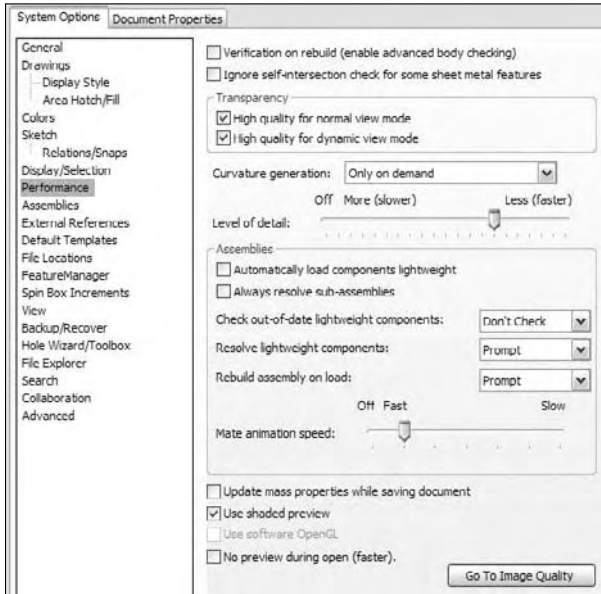 System Options
Document Properties
General
Drawings
Display Style
Area Hatch/Fill
Colors
Sketch
Relations/Snaps
Display/Selection
Performance
Assemblies
External References
Default Templates
File Locations
FeatureManager
Spin Box Increments
View
Backup/Recover
Hole Wizard/Toolbox
File Explorer
Search
Collaboration
Advanced
Verification on rebuild (enable advanced body checking)
Ignore self-intersection check for some sheet metal features
Transparency
High quality for normal view mode
High quality for dynamic view mode
Curvature generation: Only on demand
Off More (slower) Less (faster)
Level of detail:
Assemblies
Automatically load components lightweight
Always resolve sub-assemblies
Check out-of-date lightweight components: Don't Check
Resolve lightweight components: Prompt
Rebuild assembly on load: Prompt
Off Fast Slow
Mate animation speed:
Update mass properties while saving document
Use shaded preview
Use software OpenGL
No preview during open (faster).
Go To Image Quality